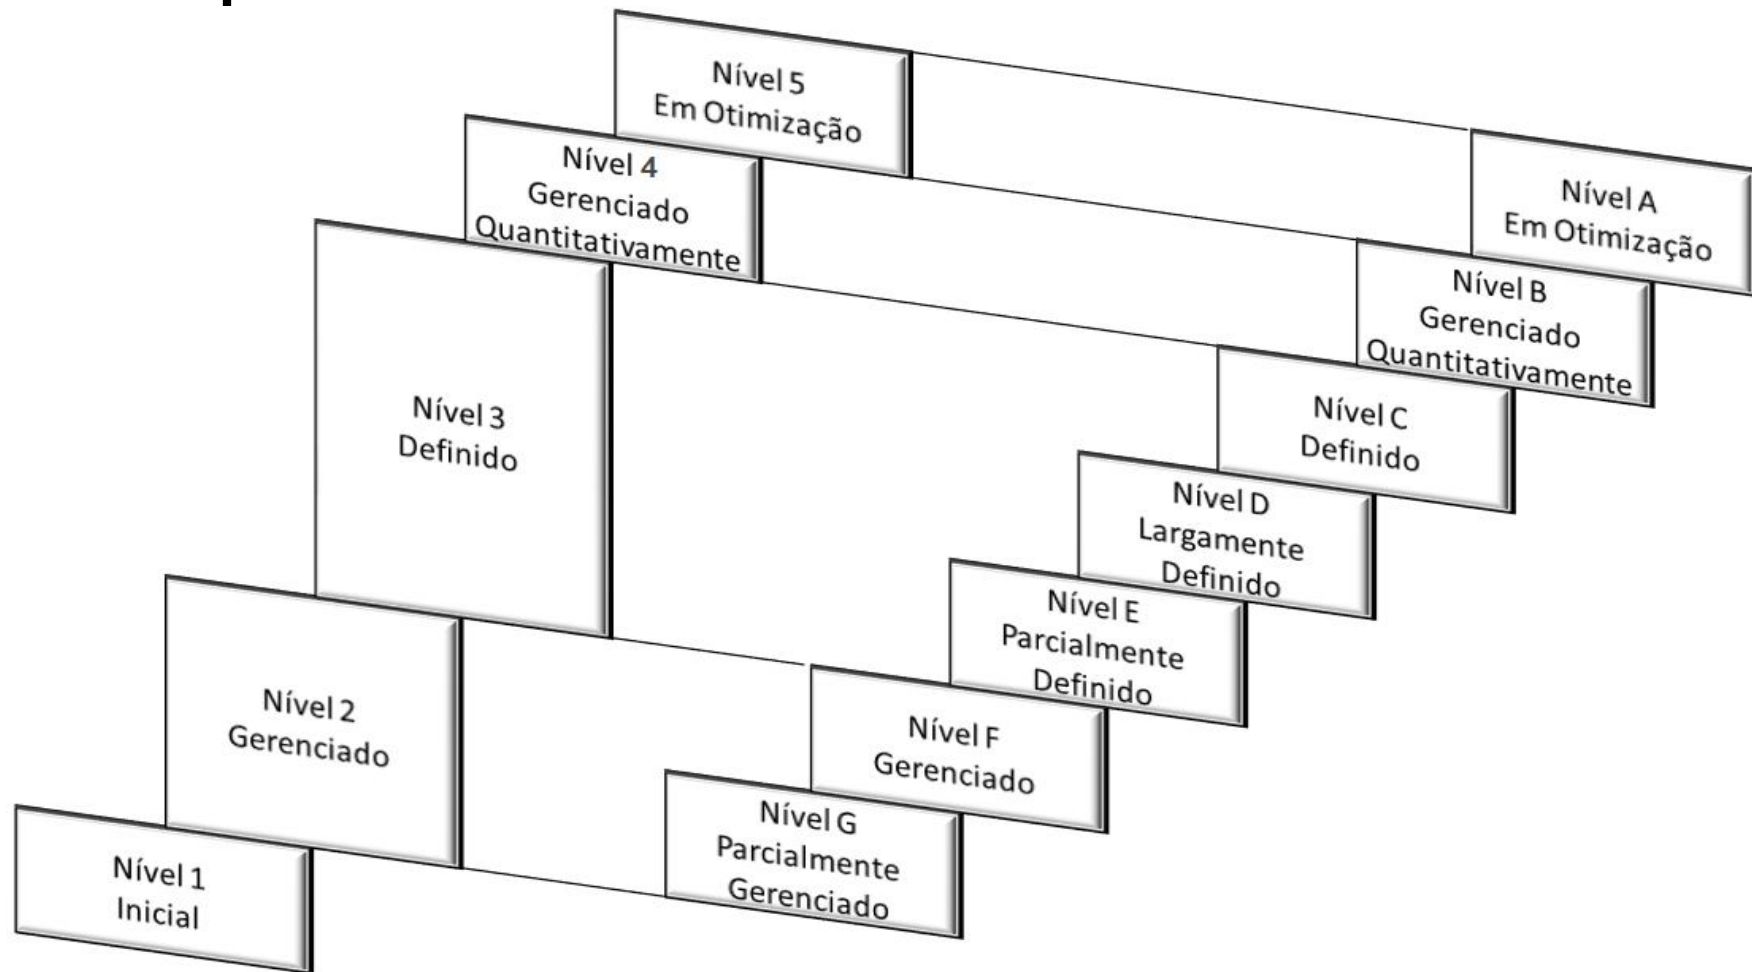 Nível 5
Em Otimização
Nível 4
Gerenciado
Quantitativamente
Nível 3
Definido
Nível 2
Gerenciado
Nível 1
Inicial
Nível A
Em Otimização
Nível B
Gerenciado
Quantitativamente
Nível C
Definido
Nível D
Largamente
Definido
Nível E
Parcialmente
Definido
Nível F
Gerenciado
Nível G
Parcialmente
Gerenciado